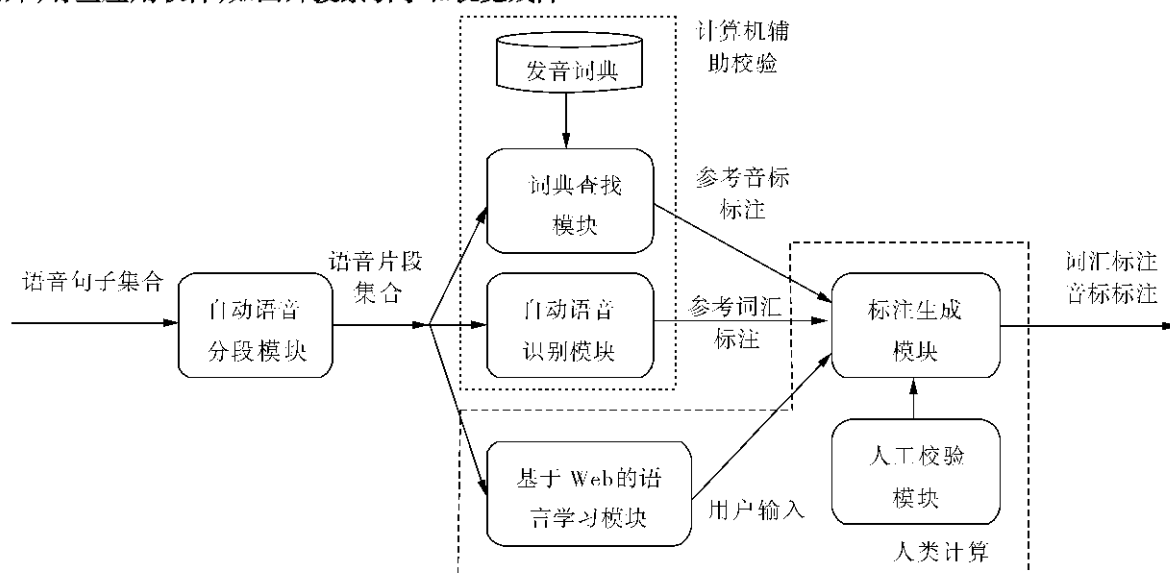 计算机辅
助校验
发音词典
词典查找
模块
参考音标
标注
语音句子集合
自动语音
分段模块
语音片段
集合
自动语音
识别模块
参考词汇
标注
标注生成
模块
词汇标注
音标标注
基于 Web的语
言学习模块
用户输入
人工校验
模块
人类计算